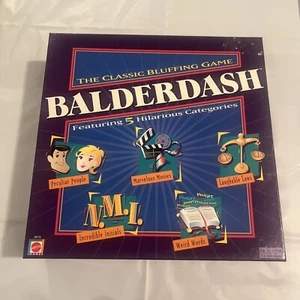 THE CLASSIC BLUFFING GAME
BALDERDASH
Featuring 5 Hilarious Categories
Peculiar People
Marvelous Movies
Laughable Laws
N.M.I.
Incredible Initials
Weird Words